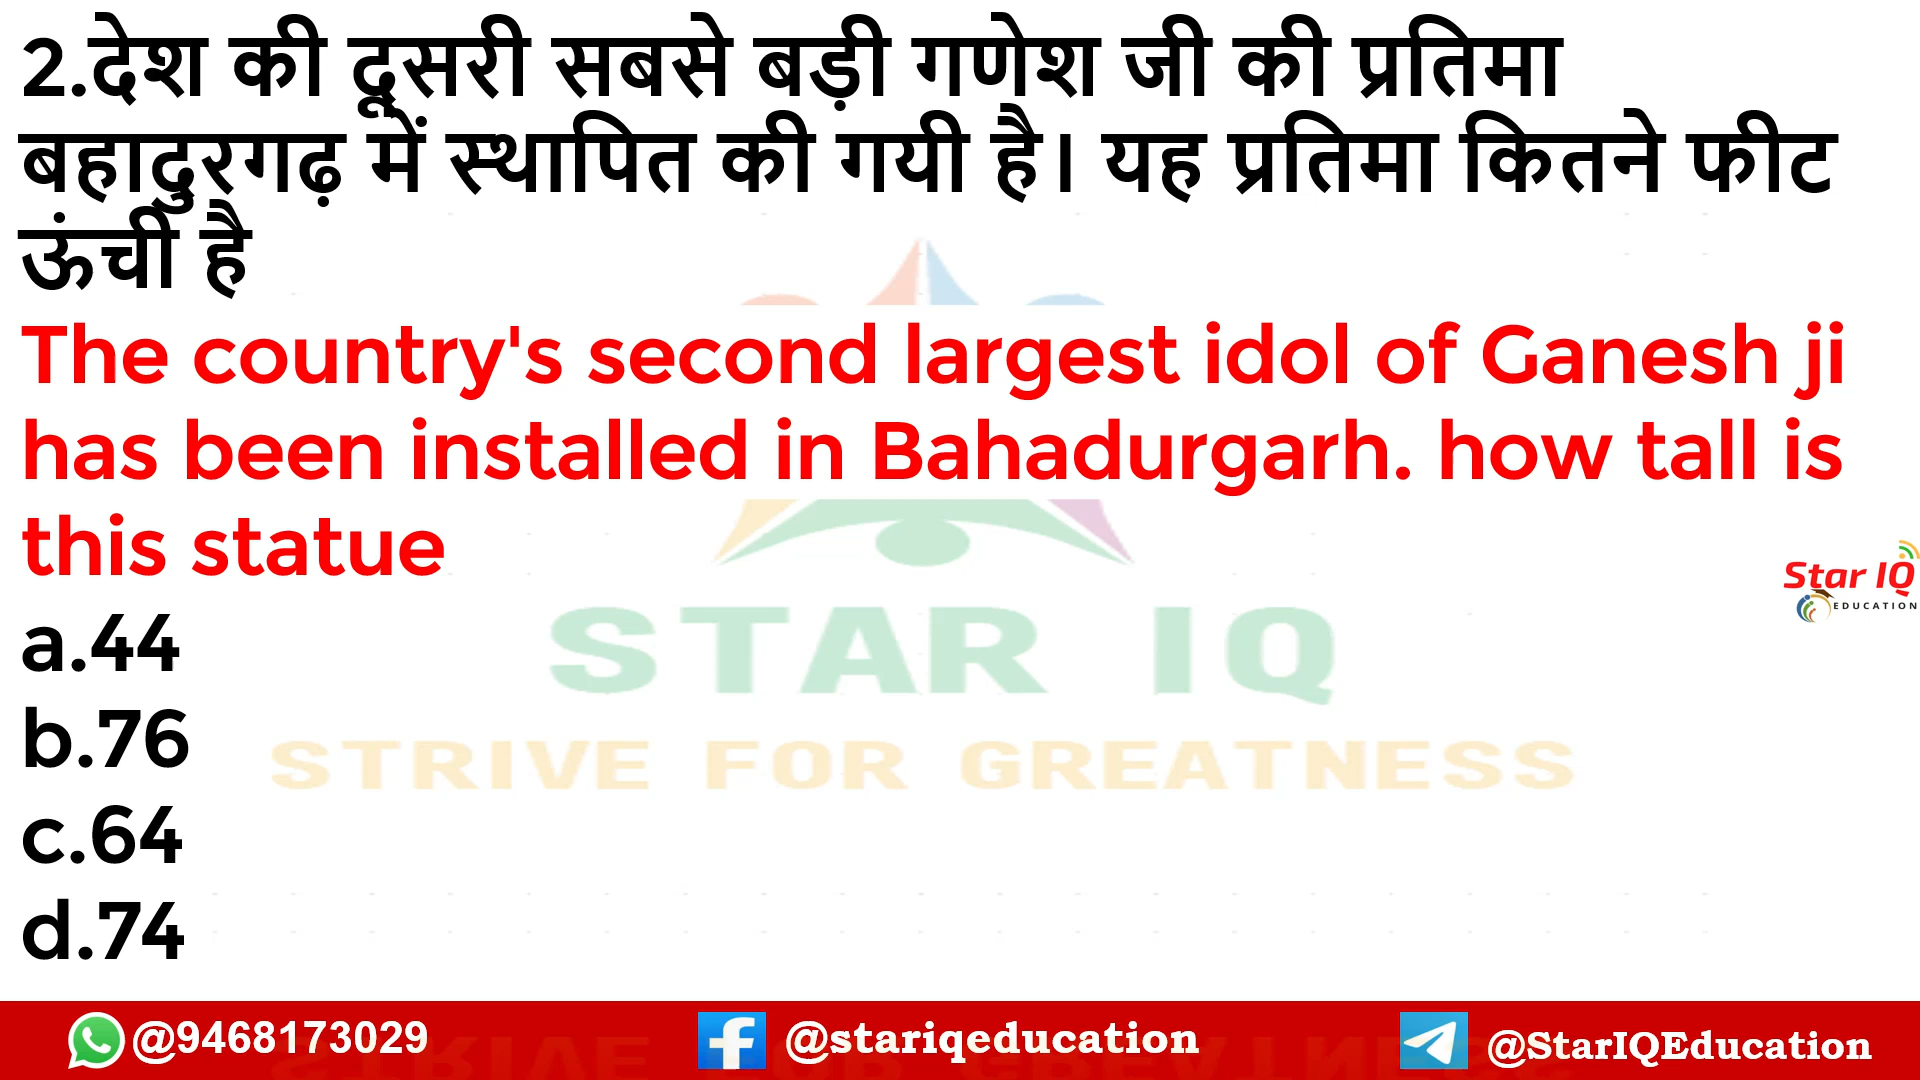 2.देश की दूसरी सबसे बड़ी गणेश जी की प्रतिमा
बहादुरगढ़ में स्थापित की गयी है। यह प्रतिमा कितने फीट
ऊंची है
The country's second largest idol of Ganesh ji
has been installed in Bahadurgarh. how tall is
this statue
Star IQ
EDUCATION
a.44
STAR IQ
b.76
STRIVE FOR GREATNESS
c.64
d.74
@9468173029
@stariqeducation
@StarIQEducation